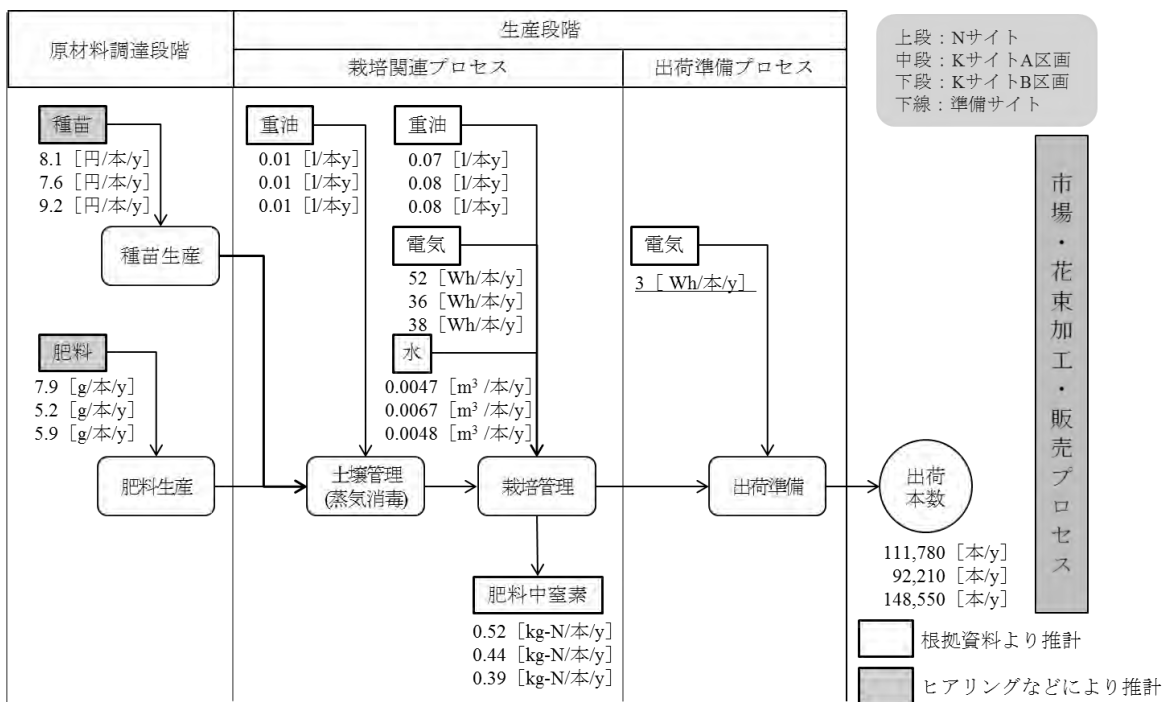 原材料調達段階
生産段階
栽培関連プロセス
出荷準備プロセス
上段：Nサイト
中段：KサイトA区画
下段：KサイトB区画
下線：準備サイト
種苗
8.1［円/本/y］
7.6［円/本/y］
9.2［円/本/y］
種苗生産
肥料
7.9［g/本/y］
5.2［g/本/y］
5.9［g/本/y］
肥料生産
重油
0.01［l/本y］
0.01［l/本y］
0.01［l/本y］
土壌管理
(蒸気消毒)
重油
0.07［l/本y］
0.08［l/本y］
0.08［l/本y］
電気
52［Wh/本/y］
36［Wh/本/y］
38［Wh/本/y］
水
0.0047［m³ /本/y］
0.0067［m³ /本/y］
0.0048［m³ /本/y］
栽培管理
肥料中窒素
0.52［kg-N/本/y］
0.44［kg-N/本/y］
0.39［kg-N/本/y］
電気
3［ Wh/本/y］
出荷準備
出荷
本数
111,780［本/y］
92,210［本/y］
148,550［本/y］
市場・花束加工・販売プロセス
根拠資料より推計
ヒアリングなどにより推計